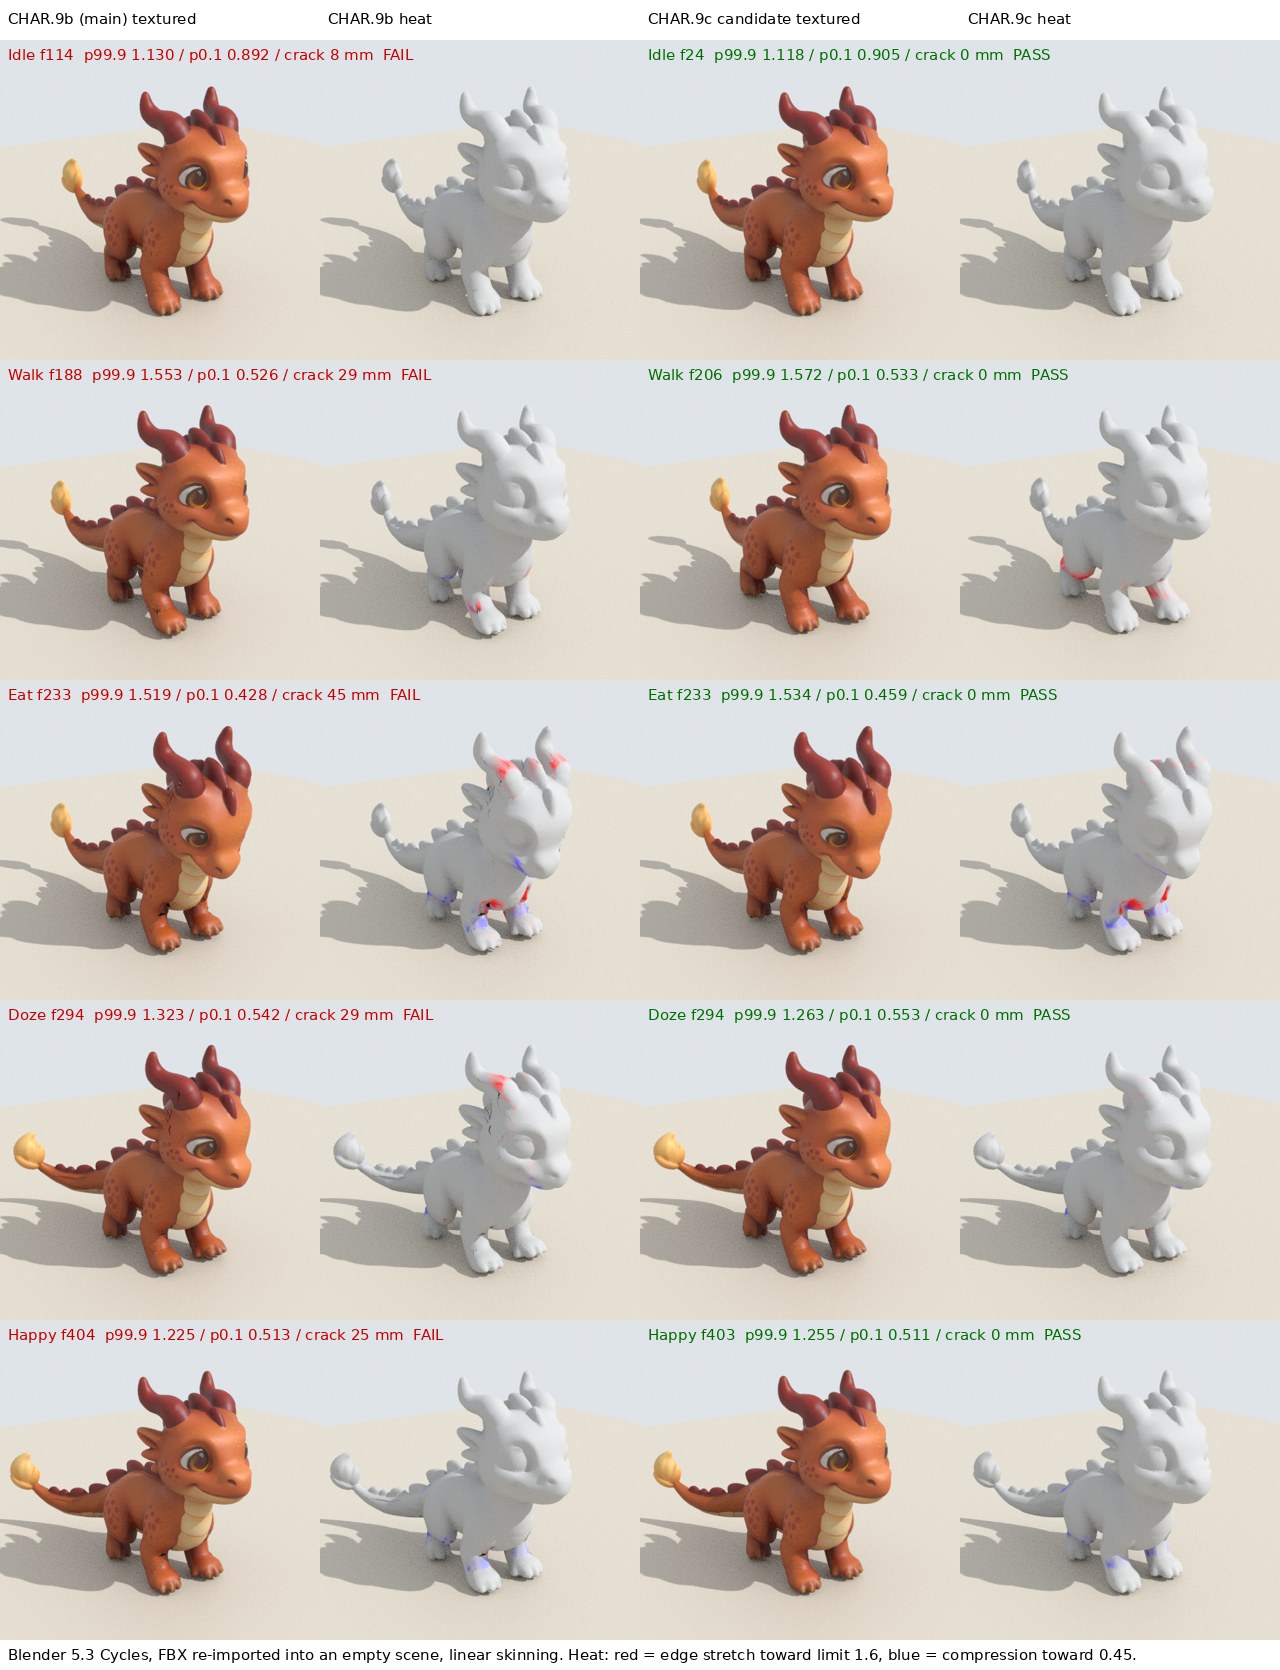 CHAR.9b (main) textured
CHAR.9b heat
CHAR.9c candidate textured
CHAR.9c heat
Idle f114  p99.9 1.130 / p0.1 0.892 / crack 8 mm  FAIL
Idle f24  p99.9 1.118 / p0.1 0.905 / crack 0 mm  PASS
Walk f188  p99.9 1.553 / p0.1 0.526 / crack 29 mm  FAIL
Walk f206  p99.9 1.572 / p0.1 0.533 / crack 0 mm  PASS
Eat f233  p99.9 1.519 / p0.1 0.428 / crack 45 mm  FAIL
Eat f233  p99.9 1.534 / p0.1 0.459 / crack 0 mm  PASS
Doze f294  p99.9 1.323 / p0.1 0.542 / crack 29 mm  FAIL
Doze f294  p99.9 1.263 / p0.1 0.553 / crack 0 mm  PASS
Happy f404  p99.9 1.225 / p0.1 0.513 / crack 25 mm  FAIL
Happy f403  p99.9 1.255 / p0.1 0.511 / crack 0 mm  PASS
Blender 5.3 Cycles, FBX re-imported into an empty scene, linear skinning. Heat: red = edge stretch toward limit 1.6, blue = compression toward 0.45.